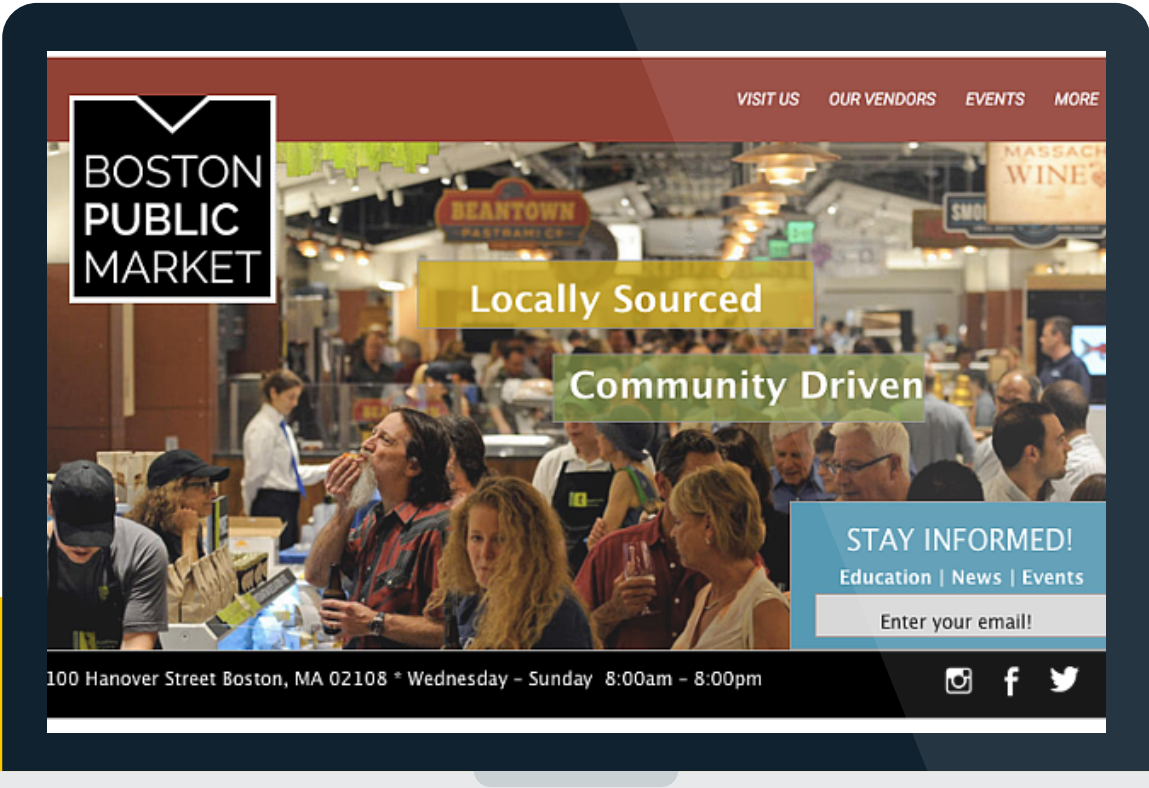 VISIT US OUR VENDORS EVENTS MORE
BOSTON
PUBLIC
MARKET
BEANTOWN
PASTRAMI CO
MASSACH
WINE
SMO
Locally Sourced
Community Driven
STAY INFORMED!
Education | News | Events
Enter your email!
100 Hanover Street Boston, MA 02108 * Wednesday – Sunday 8:00am – 8:00pm